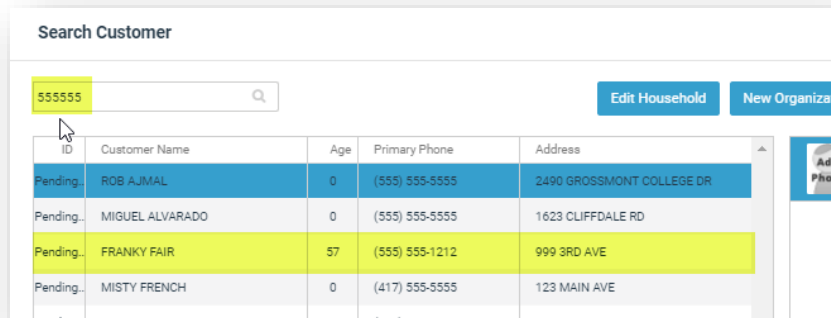 Search Customer
555555
Edit Household New Organiza
ID Customer Name Age Primary Phone Address
Pending.. ROB AJMAL 0 (555) 555-5555 2490 GROSSMONT COLLEGE DR
Pending.. MIGUEL ALVARADO 0 (555) 555-5555 1623 CLIFFDALE RD
Pending.. FRANKY FAIR 57 (555) 555-1212 999 3RD AVE
Pending.. MISTY FRENCH 0 (417) 555-5555 123 MAIN AVE
Ad
Pho